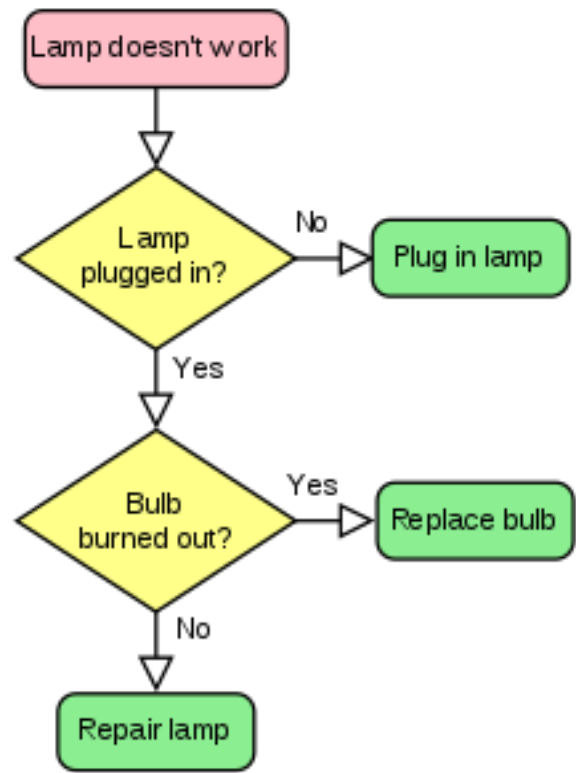 Lamp doesn't work
Lamp
plugged in?
No
Plug in lamp
Yes
Bulb
burned out?
Yes
Replace bulb
No
Repair lamp